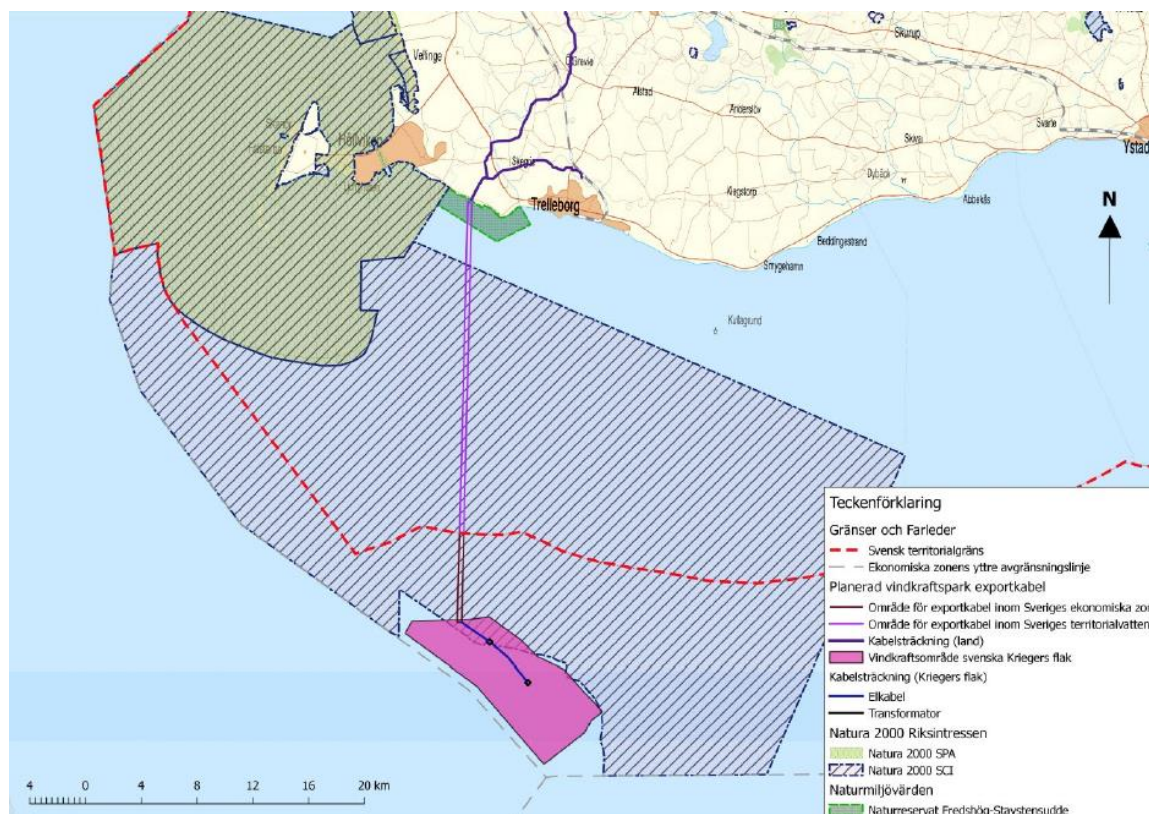 Skurup
Vellinge
Ö Grevie
Alstad
Anderslöv
Svarte
Skivarp
Ystad
Skanör
Höllviken
Skegrie
Dybäck
Klagstorp
Trelleborg
Abbekås
N
Beddingestrand
Smygehamn
Kullagrund
Teckenförklaring
Gränser och Farleder
Svensk territorialgräns
Ekonomiska zonens yttre avgränsningslinje
Planerad vindkraftspark exportkabel
Område för exportkabel inom Sveriges ekonomiska zon
Område för exportkabel inom Sveriges territorialvatten
Kabelsträckning (land)
Vindkraftsområde svenska Kriegers flak
Kabelsträckning (Kriegers flak)
Elkabel
Transformator
Natura 2000 Riksintressen
Natura 2000 SPA
Natura 2000 SCI
Naturmiljövärden
Naturreservat Fredshög-Stavstensudde
4 0 4 8 12 16 20 km